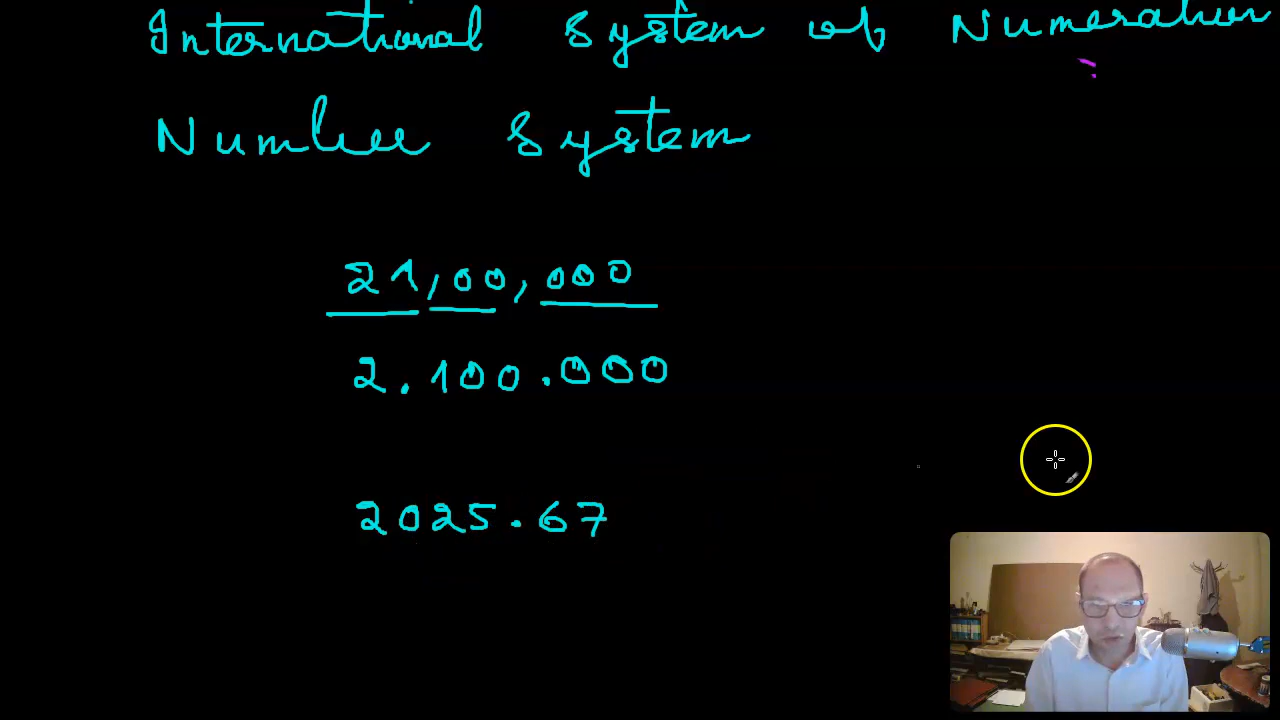 International System of Numeration
Number System
21,00,000
2.100.000
2025.67